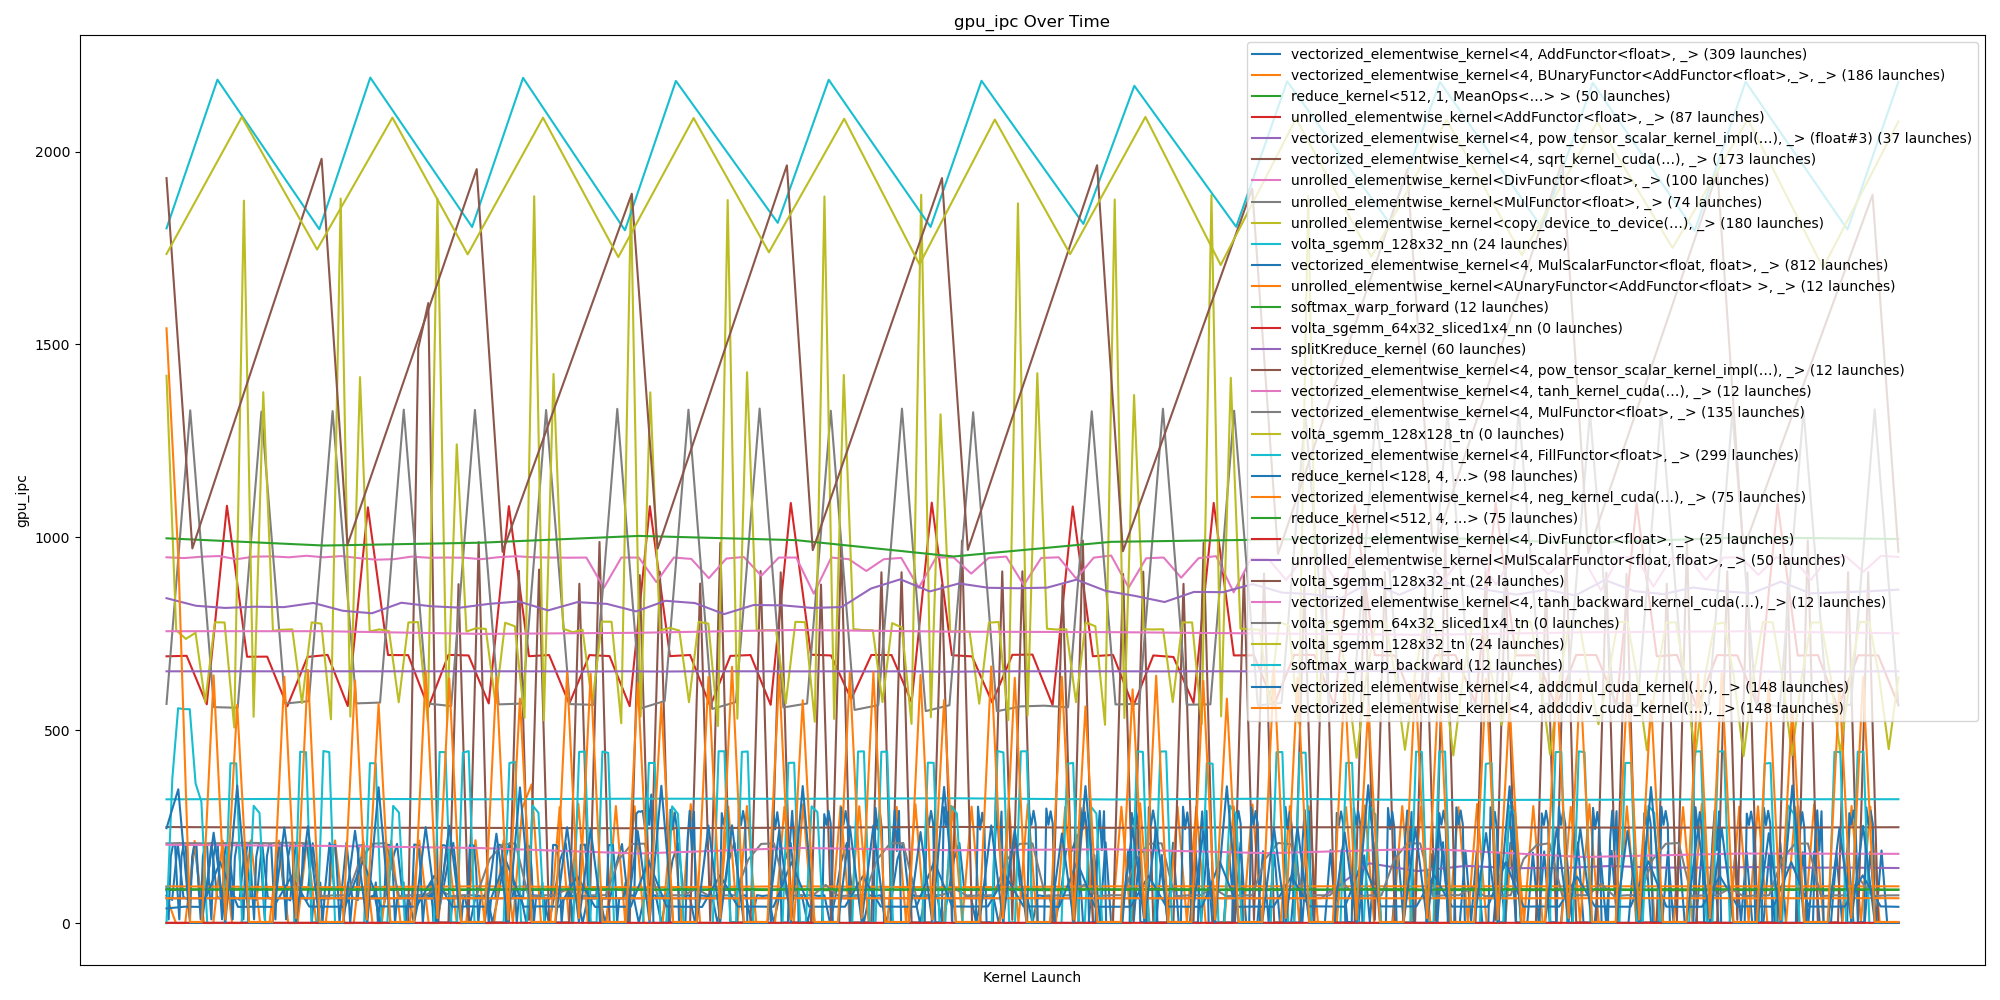 gpu_ipc Over Time
vectorized_elementwise_kernel<4, AddFunctor<float>, _> (309 launches)
vectorized_elementwise_kernel<4, BUnaryFunctor<AddFunctor<float>,_>, _> (186 launches)
reduce_kernel<512, 1, MeanOps<...> > (50 launches)
unrolled_elementwise_kernel<AddFunctor<float>, _> (87 launches)
vectorized_elementwise_kernel<4, pow_tensor_scalar_kernel_impl(...), _> (float#3) (37 launches)
vectorized_elementwise_kernel<4, sqrt_kernel_cuda(...), _> (173 launches)
unrolled_elementwise_kernel<DivFunctor<float>, _> (100 launches)
unrolled_elementwise_kernel<MulFunctor<float>, _> (74 launches)
unrolled_elementwise_kernel<copy_device_to_device(...), _> (180 launches)
volta_sgemm_128x32_nn (24 launches)
vectorized_elementwise_kernel<4, MulScalarFunctor<float, float>, _> (812 launches)
unrolled_elementwise_kernel<AUnaryFunctor<AddFunctor<float> >, _> (12 launches)
softmax_warp_forward (12 launches)
volta_sgemm_64x32_sliced1x4_nn (0 launches)
splitKreduce_kernel (60 launches)
vectorized_elementwise_kernel<4, pow_tensor_scalar_kernel_impl(...), _> (12 launches)
vectorized_elementwise_kernel<4, tanh_kernel_cuda(...), _> (12 launches)
vectorized_elementwise_kernel<4, MulFunctor<float>, _> (135 launches)
volta_sgemm_128x128_tn (0 launches)
vectorized_elementwise_kernel<4, FillFunctor<float>, _> (299 launches)
reduce_kernel<128, 4, ...> (98 launches)
vectorized_elementwise_kernel<4, neg_kernel_cuda(...), _> (75 launches)
reduce_kernel<512, 4, ...> (75 launches)
vectorized_elementwise_kernel<4, DivFunctor<float>, _> (25 launches)
unrolled_elementwise_kernel<MulScalarFunctor<float, float>, _> (50 launches)
volta_sgemm_128x32_nt (24 launches)
vectorized_elementwise_kernel<4, tanh_backward_kernel_cuda(...), _> (12 launches)
volta_sgemm_64x32_sliced1x4_tn (0 launches)
volta_sgemm_128x32_tn (24 launches)
softmax_warp_backward (12 launches)
vectorized_elementwise_kernel<4, addcmul_cuda_kernel(...), _> (148 launches)
vectorized_elementwise_kernel<4, addcdiv_cuda_kernel(...), _> (148 launches)
2000
1500
1000
500
0
gpu_ipc
Kernel Launch